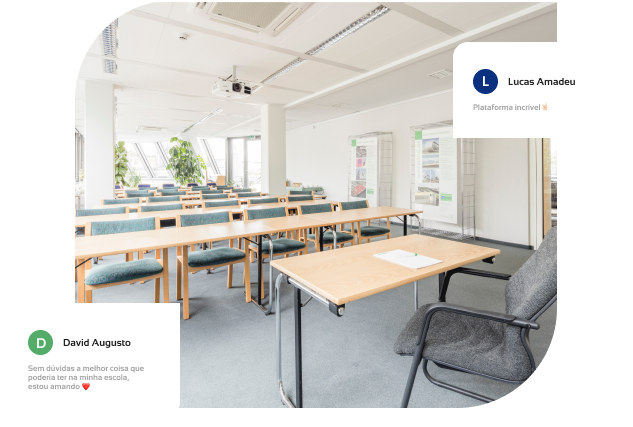 L
Lucas Amadeu
Plataforma incrível👏🏻
D
David Augusto
Sem dúvidas a melhor coisa que
poderia ter na minha escola,
estou amando ❤️